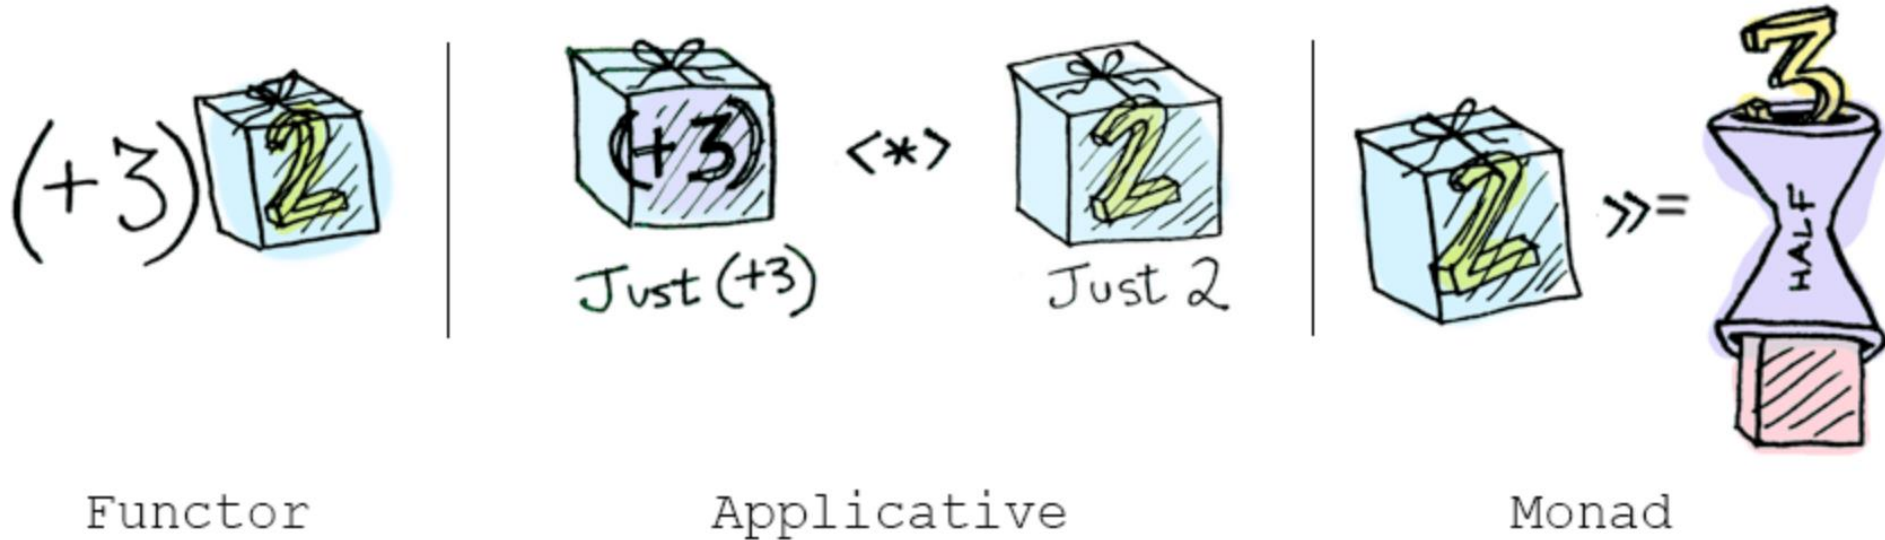 (+3) 2
(+3) <*> 2
Just (+3) Just 2
2 >>= 3
HALF
Functor Applicative Monad